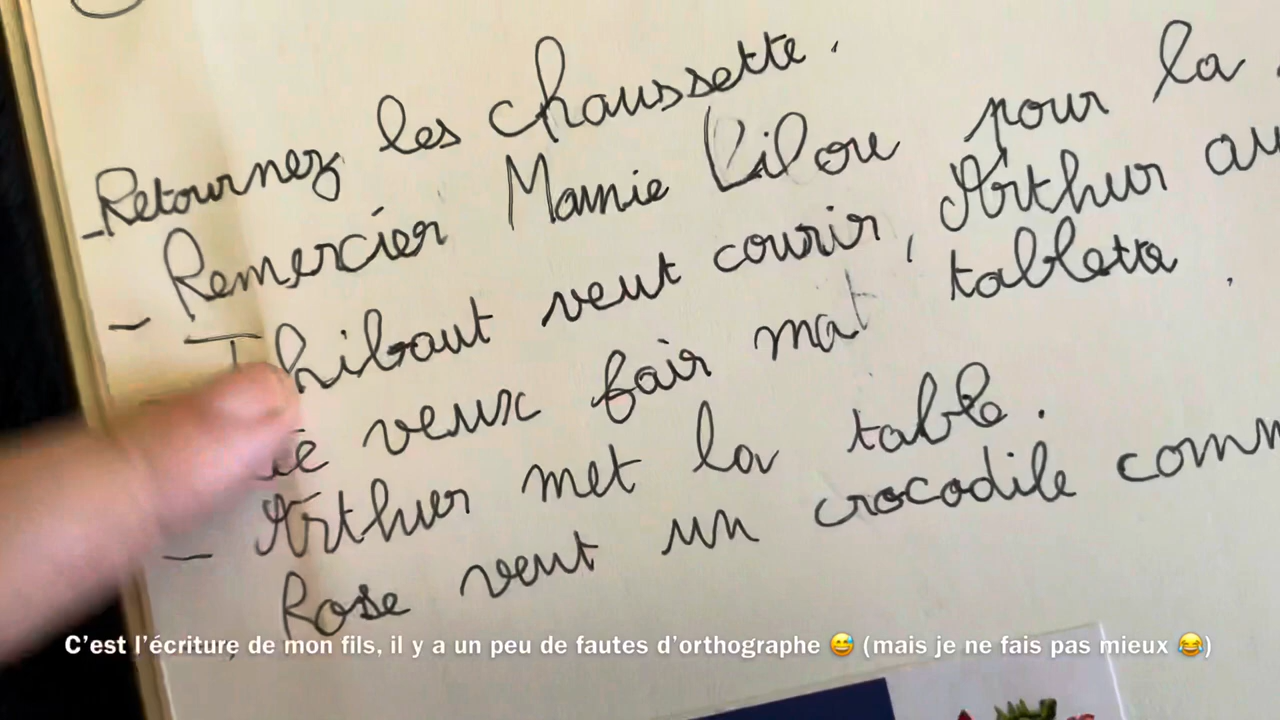 - Retournez les chaussette.
- Remercier Mamie Lilou pour la
- Thibaut veut courir, Arthur au
je veux fair mat tablette.
- Arthur met la table.
Rose veut un crocodile comm
C'est l'écriture de mon fils, il y a un peu de fautes d'orthographe 😅 (mais je ne fais pas mieux 😂)